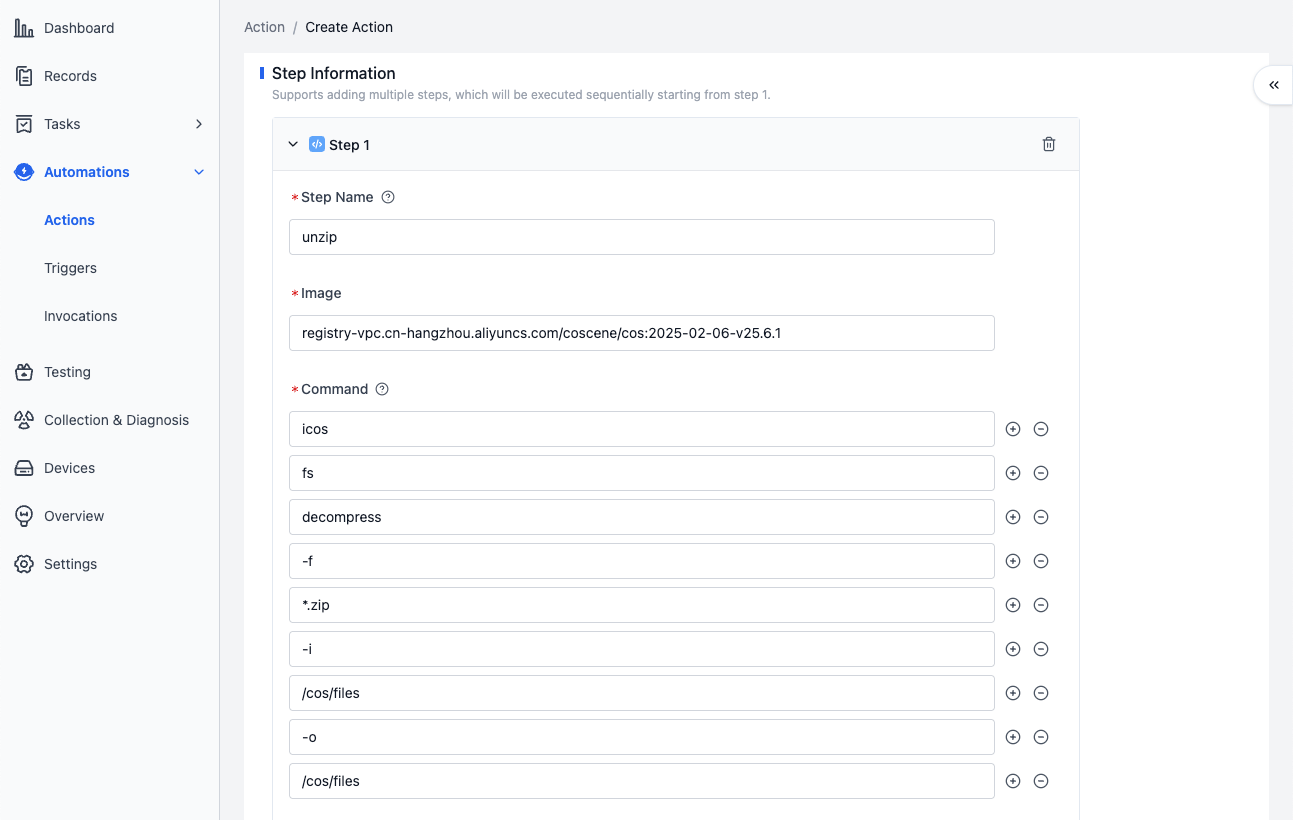 Dashboard
Records
Tasks
Automations
Actions
Triggers
Invocations
Testing
Collection & Diagnosis
Devices
Overview
Settings
Action / Create Action
Step Information
Supports adding multiple steps, which will be executed sequentially starting from step 1.
Step 1
* Step Name
unzip
* Image
registry-vpc.cn-hangzhou.aliyuncs.com/coscene/cos:2025-02-06-v25.6.1
* Command
icos
fs
decompress
-f
*.zip
-i
/cos/files
-o
/cos/files